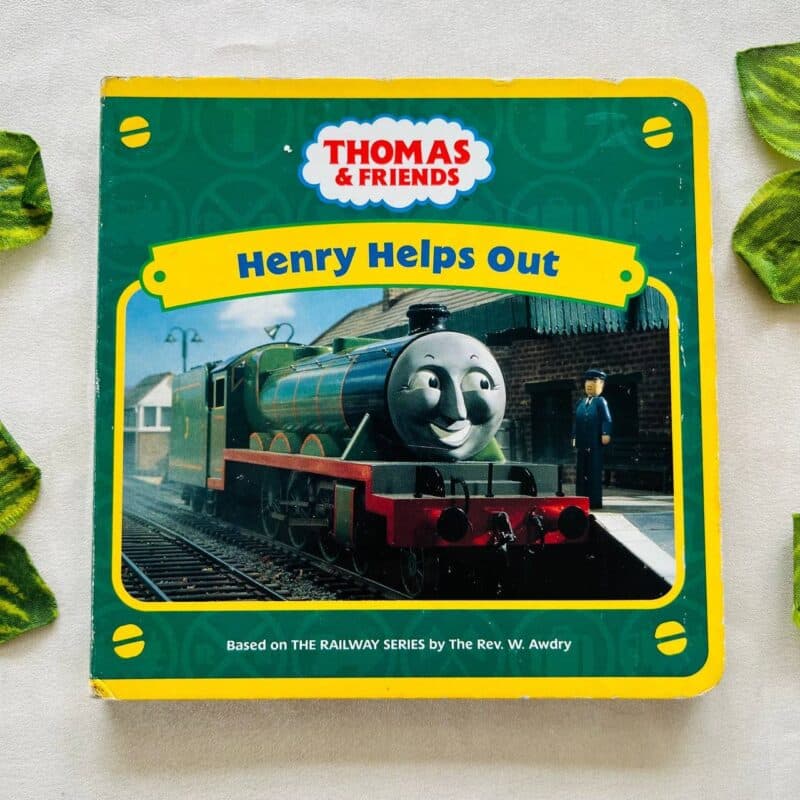 THOMAS
& FRIENDS
Henry Helps Out
Based on THE RAILWAY SERIES by The Rev. W. Awdry